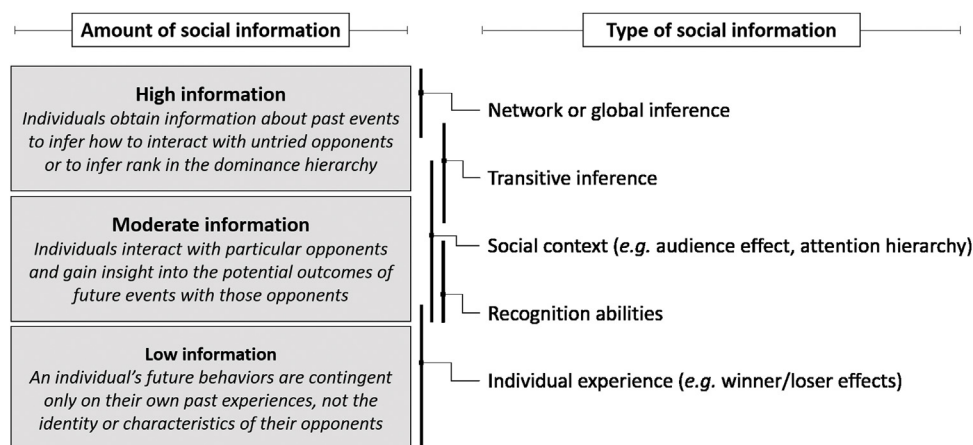 Amount of social information
Type of social information
High information
Individuals obtain information about past events
to infer how to interact with untried opponents
or to infer rank in the dominance hierarchy
Moderate information
Individuals interact with particular opponents
and gain insight into the potential outcomes of
future events with those opponents
Low information
An individual’s future behaviors are contingent
only on their own past experiences, not the
identity or characteristics of their opponents
Network or global inference
Transitive inference
Social context (e.g. audience effect, attention hierarchy)
Recognition abilities
Individual experience (e.g. winner/loser effects)